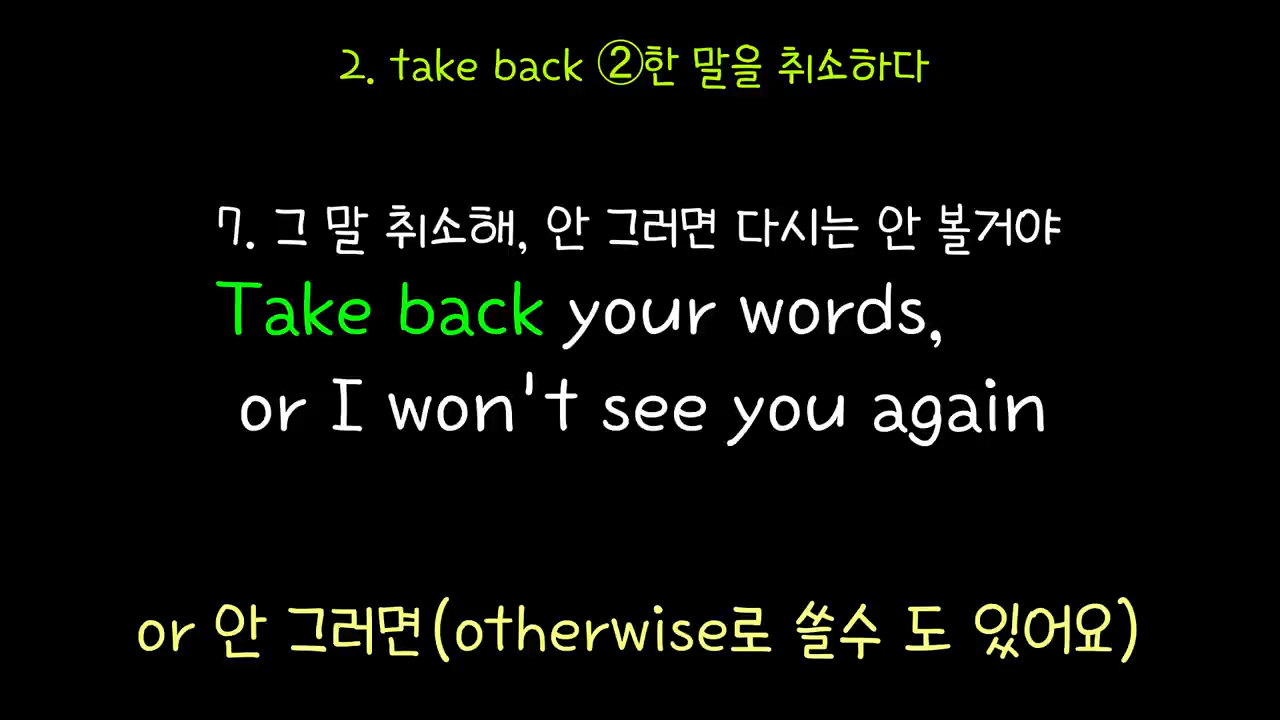 2. take back ②한 말을 취소하다
7. 그 말 취소해, 안 그러면 다시는 안 볼거야
Take back your words,
or I won't see you again
or 안 그러면(otherwise로 쓸수 도 있어요)